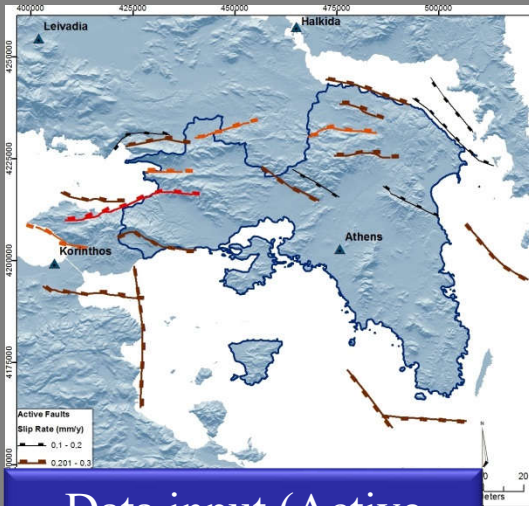 400000 425000 450000 475000 500000
Leivadia
Halkida
4250000
4225000
Athens
Korinthos
4200000
4175000
Active Faults
Slip Rate (mm/y)
0,1 - 0,2
0,201 - 0,3
N
0 20
eters
Data input (Active